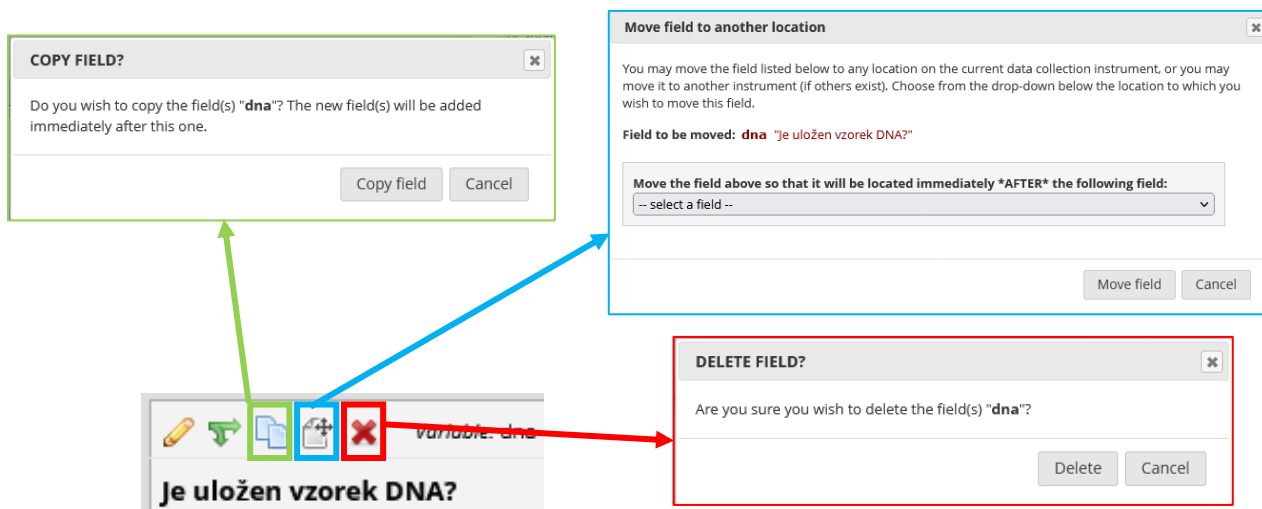 COPY FIELD?
Do you wish to copy the field(s) "dna"? The new field(s) will be added
immediately after this one.
Copy field
Cancel
Move field to another location
You may move the field listed below to any location on the current data collection instrument, or you may
move it to another instrument (if others exist). Choose from the drop-down below the location to which you
wish to move this field.
Field to be moved: dna "Je uložen vzorek DNA?"
Move the field above so that it will be located immediately *AFTER* the following field:
-- select a field --
Move field
Cancel
DELETE FIELD?
Are you sure you wish to delete the field(s) "dna"?
Delete
Cancel
Variable: dna
Je uložen vzorek DNA?